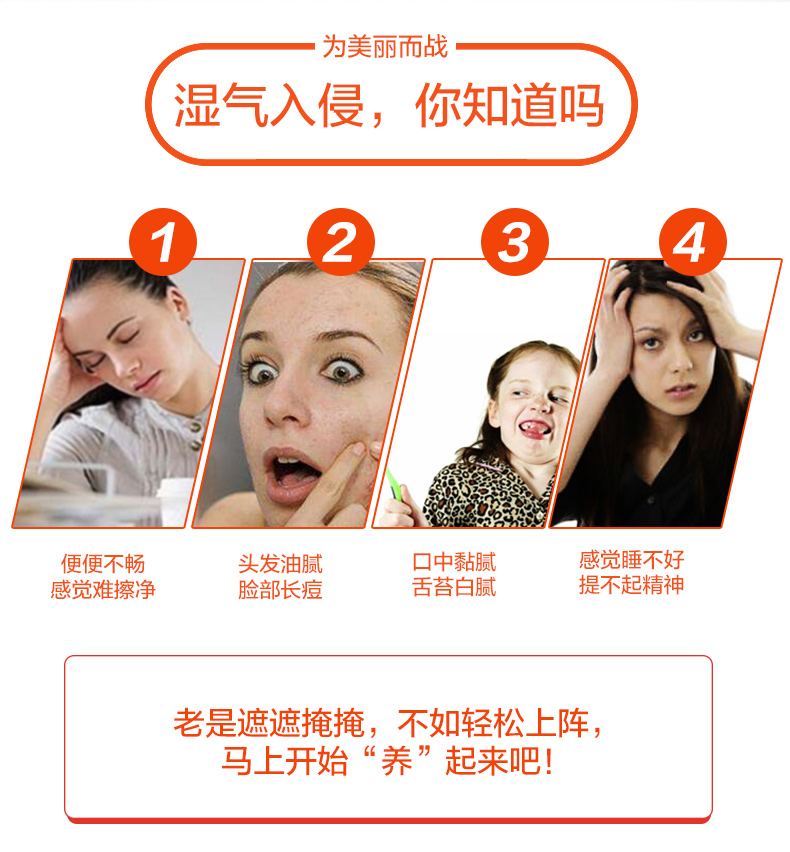 为美丽而战
湿气入侵，你知道吗
1
2
3
4
便便不畅
感觉难擦净
头发油腻
脸部长痘
口中黏腻
舌苔白腻
感觉睡不好
提不起精神
老是遮遮掩掩，不如轻松上阵，
马上开始“养”起来吧！